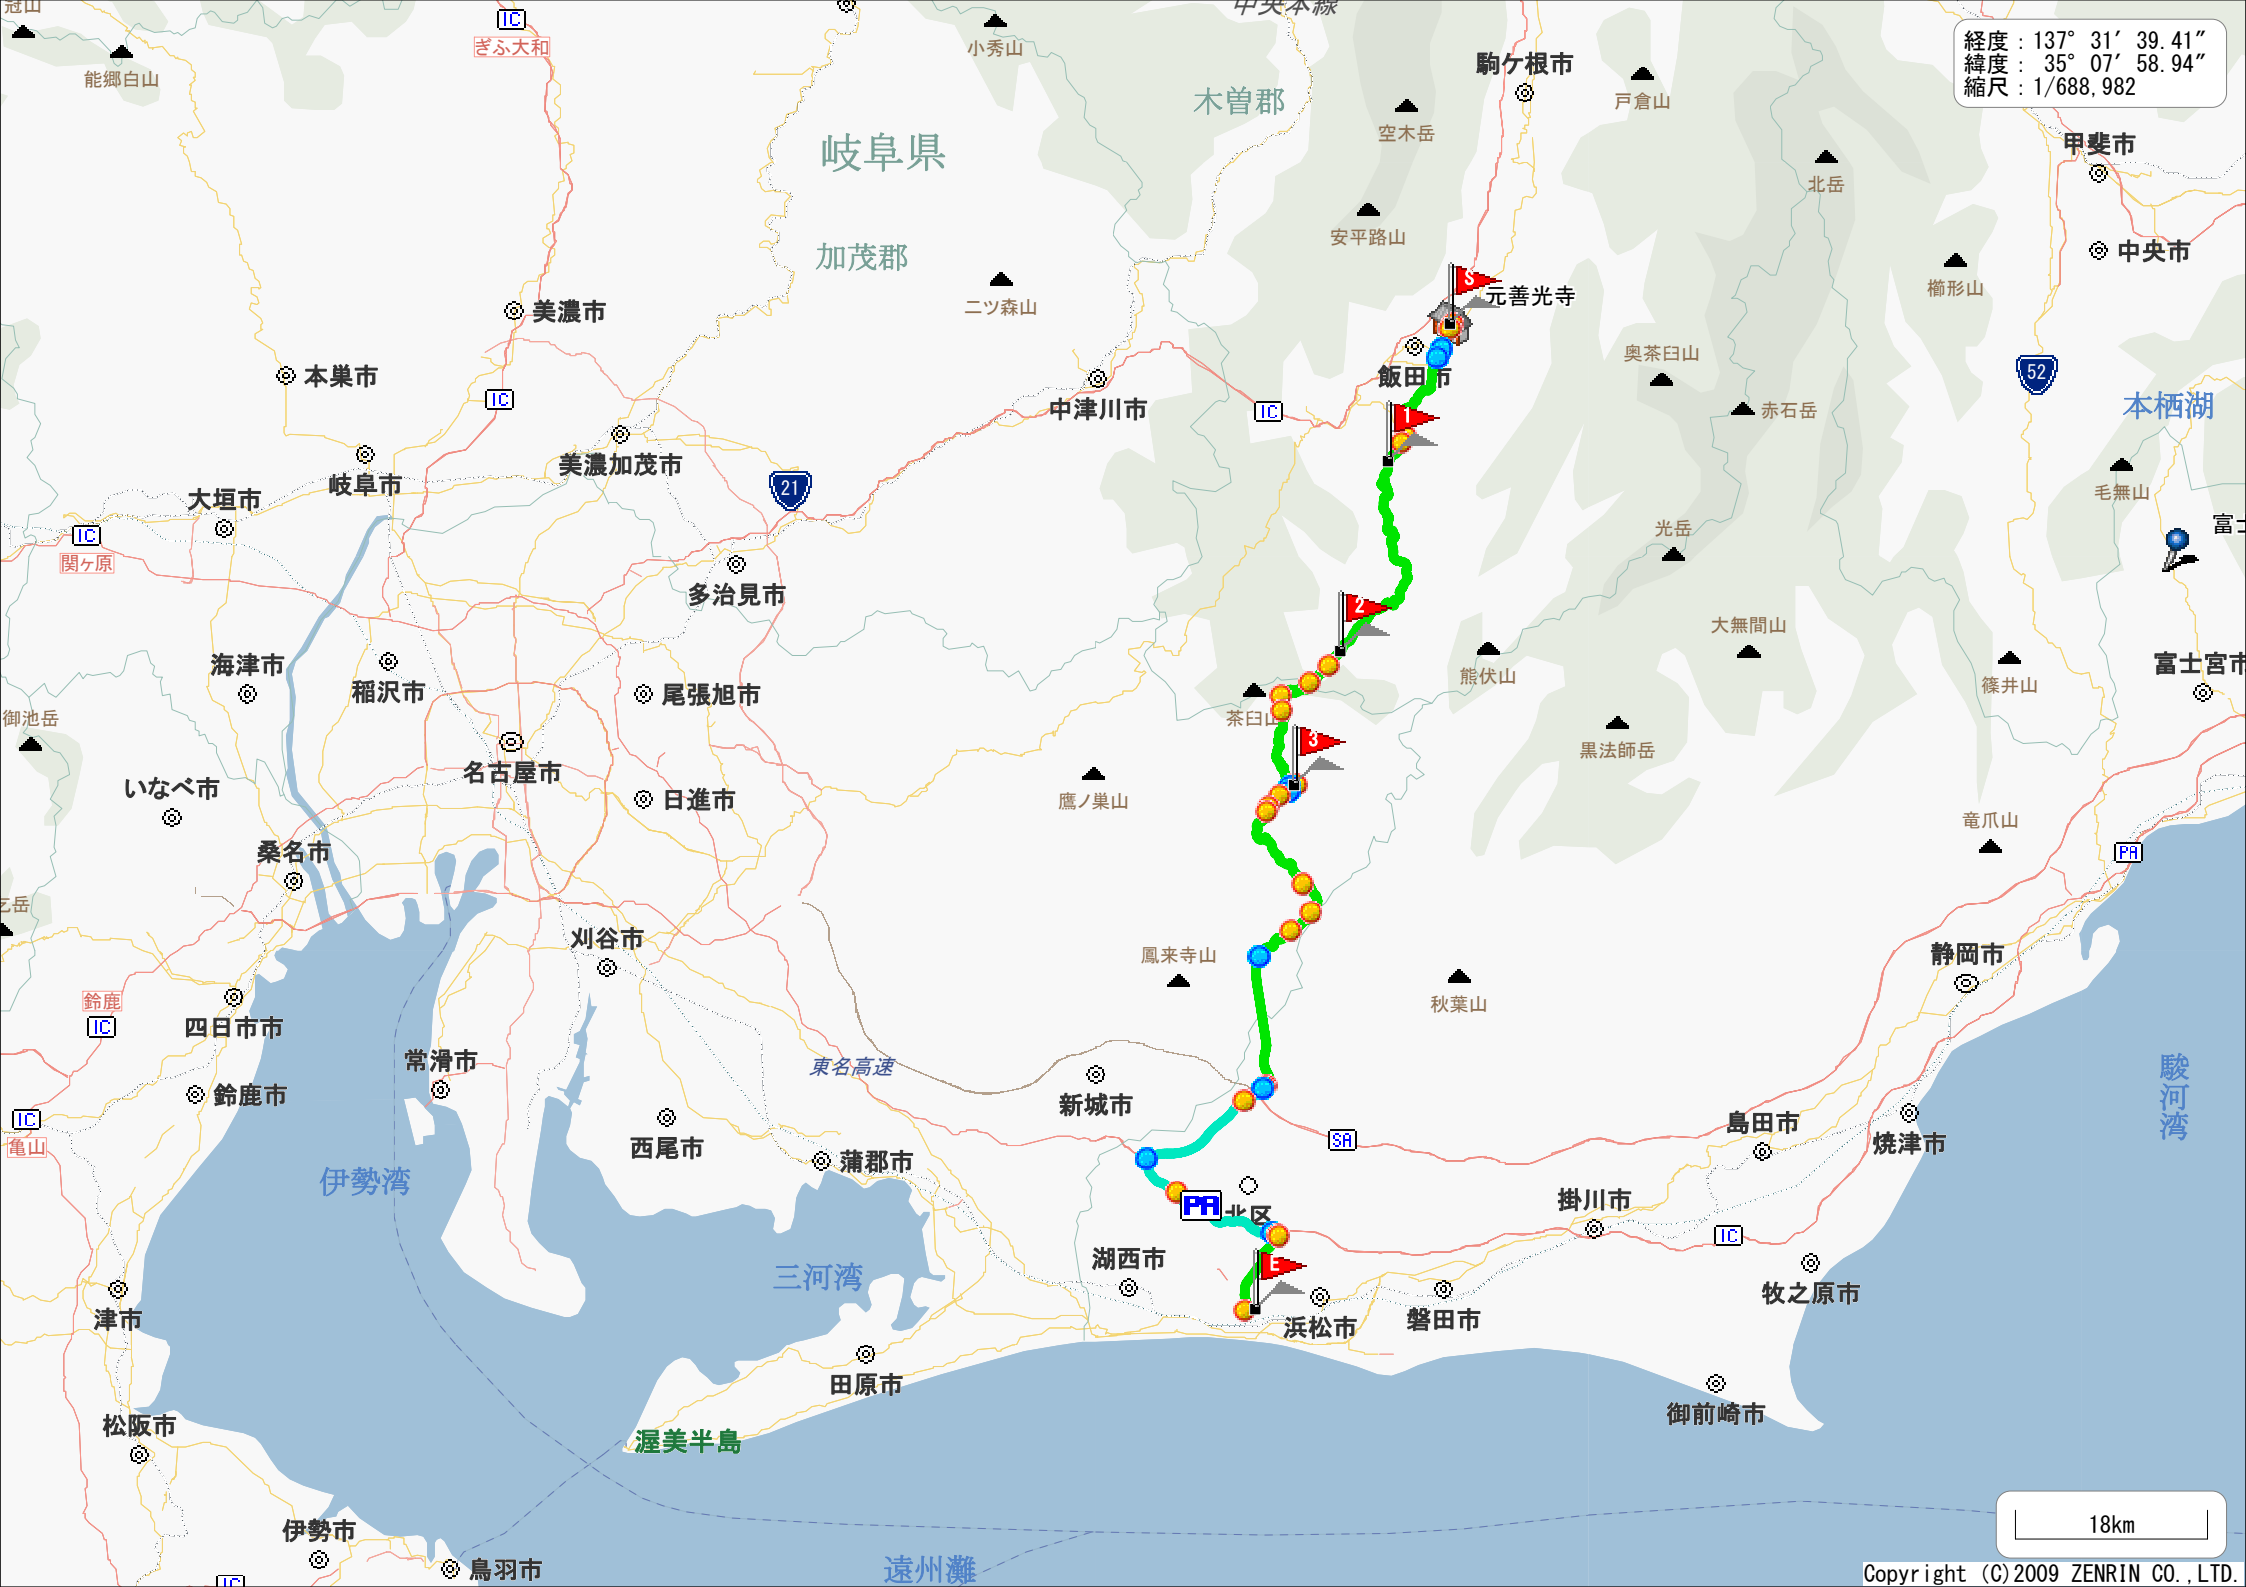 冠山
能郷白山
IC
ぎふ大和
小秀山
中央本線
木曽郡
駒ケ根市
空木岳
戸倉山
経度：137° 31′ 39.41″
緯度： 35° 07′ 58.94″
縮尺：1/688,982
甲斐市
岐阜県
北岳
安平路山
加茂郡
中央市
櫛形山
二ツ森山
S
元善光寺
美濃市
本巣市
奥茶臼山
飯田市
52
IC
中津川市
IC
赤石岳
本栖湖
1
岐阜市
美濃加茂市
21
毛無山
大垣市
IC
関ヶ原
光岳
富士
多治見市
2
大無間山
海津市
稲沢市
尾張旭市
熊伏山
篠井山
富士宮市
御池岳
茶臼山
3
黒法師岳
名古屋市
いなべ市
日進市
鷹ノ巣山
竜爪山
桑名市
PA
刈谷市
鳳来寺山
静岡市
鈴鹿
IC
四日市市
秋葉山
常滑市
東名高速
鈴鹿市
新城市
駿河湾
IC
亀山
西尾市
蒲郡市
SA
島田市
焼津市
伊勢湾
PA
北区
掛川市
IC
湖西市
E
三河湾
津市
浜松市
磐田市
牧之原市
田原市
御前崎市
松阪市
渥美半島
伊勢市
18km
鳥羽市
遠州灘
IC
Copyright (C)2009 ZENRIN CO.,LTD.